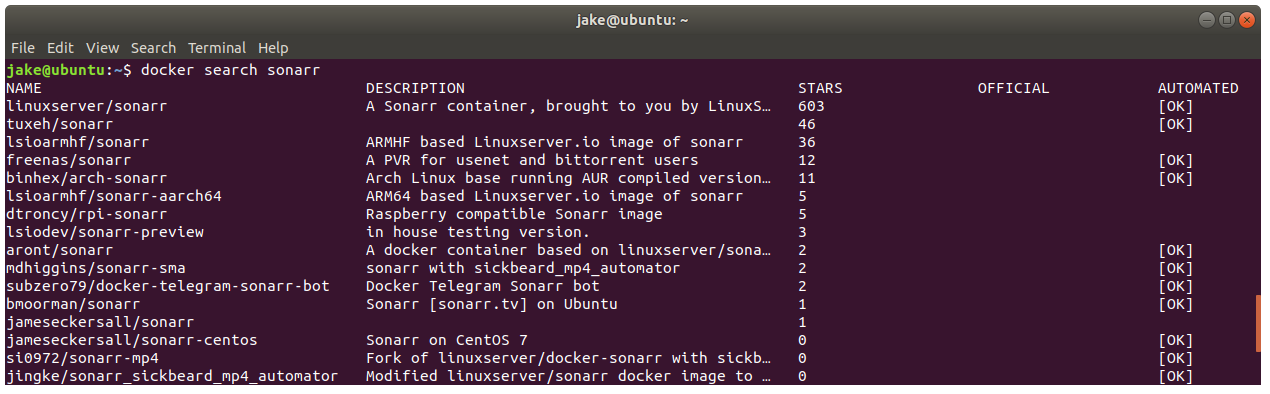 jake@ubuntu: ~
File Edit View Search Terminal Help
jake@ubuntu:~$ docker search sonarr
NAME DESCRIPTION STARS OFFICIAL AUTOMATED
linuxserver/sonarr A Sonarr container, brought to you by LinuxS… 603 [OK]
tuxeh/sonarr 46 [OK]
lsioarmhf/sonarr ARMHF based Linuxserver.io image of sonarr 36
freenas/sonarr A PVR for usenet and bittorrent users 12 [OK]
binhex/arch-sonarr Arch Linux base running AUR compiled version… 11 [OK]
lsioarmhf/sonarr-aarch64 ARM64 based Linuxserver.io image of sonarr 5
dtroncy/rpi-sonarr Raspberry compatible Sonarr image 5
lsiodev/sonarr-preview in house testing version. 3
aront/sonarr A docker container based on linuxserver/sona… 2 [OK]
mdhiggins/sonarr-sma sonarr with sickbeard_mp4_automator 2 [OK]
subzero79/docker-telegram-sonarr-bot Docker Telegram Sonarr bot 2 [OK]
bmoorman/sonarr Sonarr [sonarr.tv] on Ubuntu 1 [OK]
jameseckersall/sonarr 1
jameseckersall/sonarr-centos Sonarr on CentOS 7 0 [OK]
si0972/sonarr-mp4 Fork of linuxserver/docker-sonarr with sickb… 0 [OK]
jingke/sonarr_sickbeard_mp4_automator Modified linuxserver/sonarr docker image to … 0 [OK]